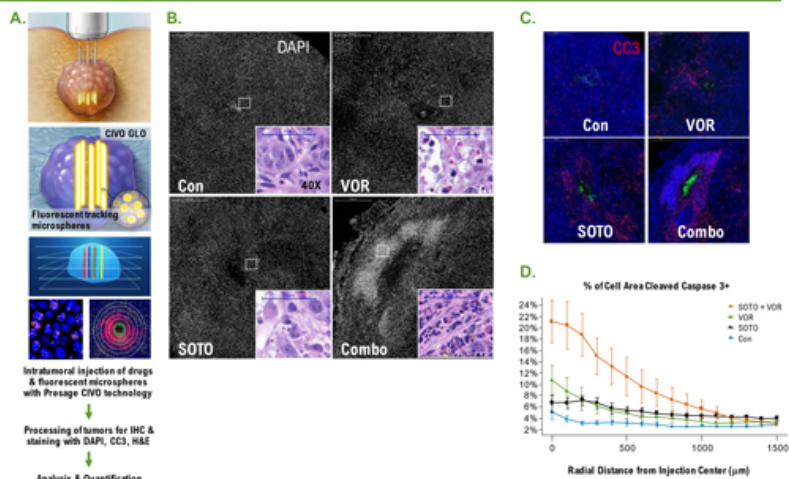 A.
CIVO GLO
Fluorescent tracking
microspheres
Intratumoral injection of drugs
& fluorescent microspheres
with Presage CIVO technology
Processing of tumors for IHC &
staining with DAPI, CC3, H&E
Analysis & Quantification
B.
DAPI
Con
40X
VOR
SOTO
Combo
C.
CC3
Con
VOR
SOTO
Combo
D.
% of Cell Area Cleaved Caspase 3+
24%
22%
20%
18%
16%
14%
12%
10%
8%
6%
4%
2%
SOTO + VOR
VOR
SOTO
Con
0
500
1000
1500
Radial Distance from Injection Center (μm)